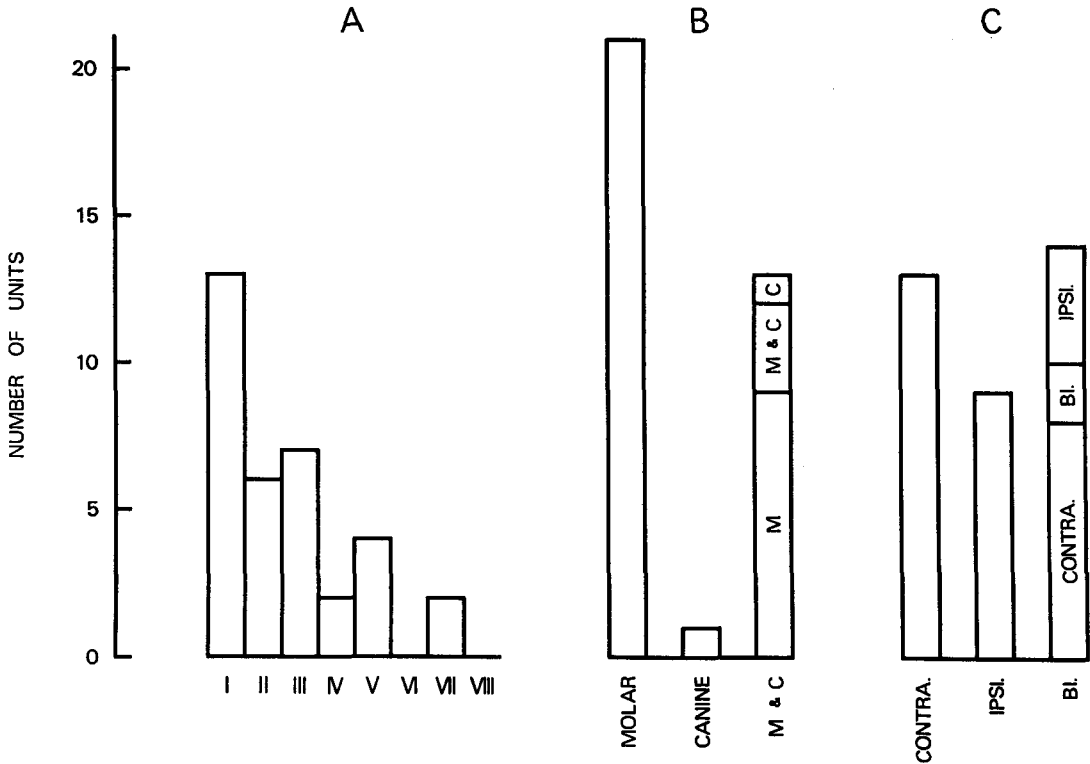 A
B
C
NUMBER OF UNITS
20
15
10
5
0
I II III IV V VI VII VIII
MOLAR
CANINE
M & C
C
M & C
M
CONTRA.
IPSI.
BI.
IPSI.
BI.
CONTRA.